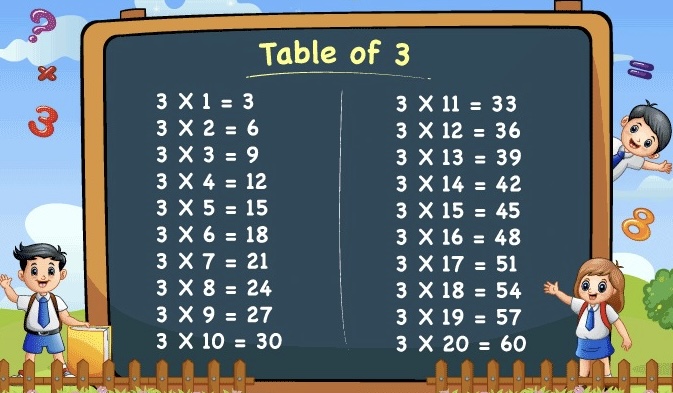 Table of 3
3 X 1 = 3
3 X 2 = 6
3 X 3 = 9
3 X 4 = 12
3 X 5 = 15
3 X 6 = 18
3 X 7 = 21
3 X 8 = 24
3 X 9 = 27
3 X 10 = 30
3 X 11 = 33
3 X 12 = 36
3 X 13 = 39
3 X 14 = 42
3 X 15 = 45
3 X 16 = 48
3 X 17 = 51
3 X 18 = 54
3 X 19 = 57
3 X 20 = 60
?
×
3
=
8